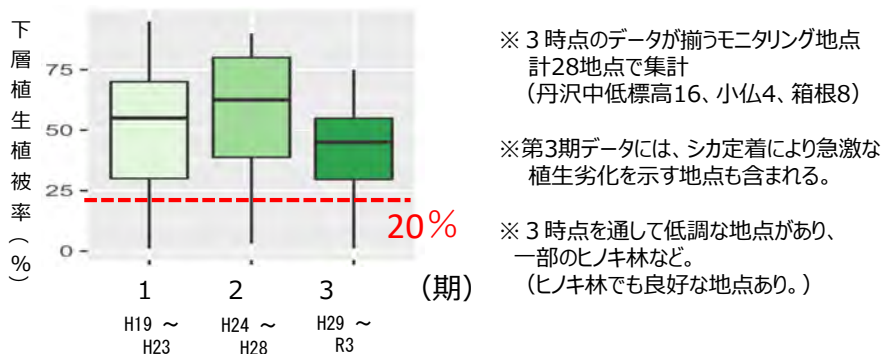 下層植生植被率(%)
75
50
25
0
20%
1 2 3 (期)
H19 ～ H23
H24 ～ H28
H29 ～ R3
※３時点のデータが揃うモニタリング地点
計28地点で集計
(丹沢中低標高16、小仏4、箱根8)
※第3期データには、シカ定着により急激な
植生劣化を示す地点も含まれる。
※３時点を通して低調な地点があり、
一部のヒノキ林など。
(ヒノキ林でも良好な地点あり。)